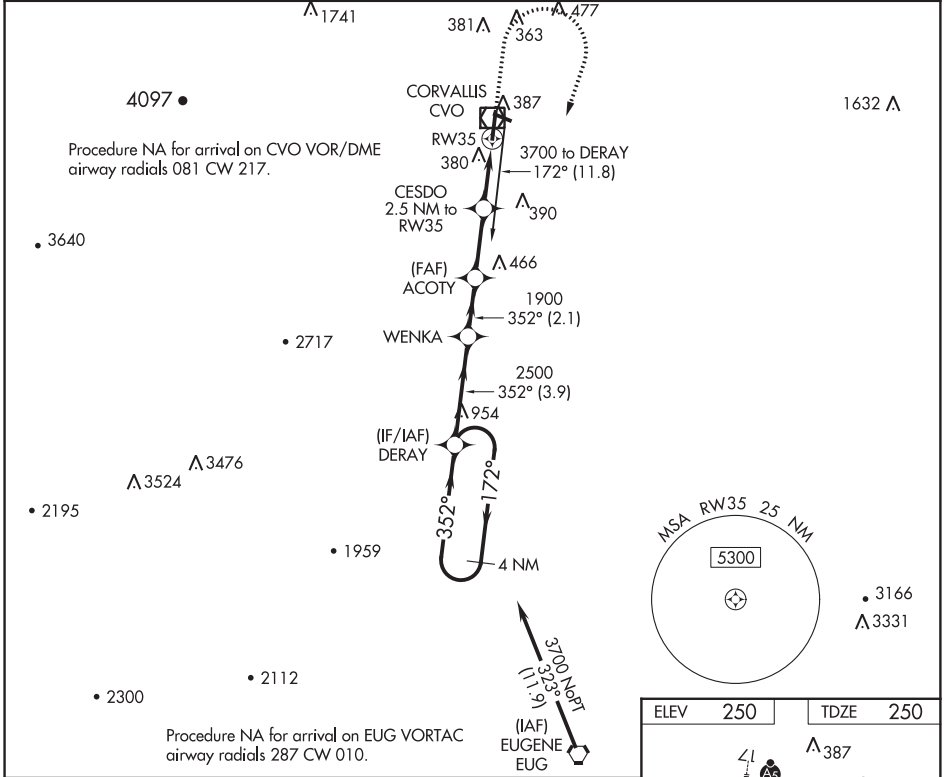 1741
381
363
477
4097
CORVALLIS
CVO
387
1632
RW35
Procedure NA for arrival on CVO VOR/DME
airway radials 081 CW 217.
380
3700 to DERAY
172° (11.8)
CESDO
2.5 NM to
RW35
390
3640
(FAF)
ACOTY
466
1900
352° (2.1)
WENKA
2717
2500
352° (3.9)
954
(IF/IAF)
DERAY
3476
3524
352°
172°
2195
1959
4 NM
MSA RW35 25 NM
5300
3166
3331
3700 NoPT
323°
(11.9)
2112
2300
(IAF)
EUGENE
EUG
Procedure NA for arrival on EUG VORTAC
airway radials 287 CW 010.
ELEV 250
TDZE 250
387
17
A5